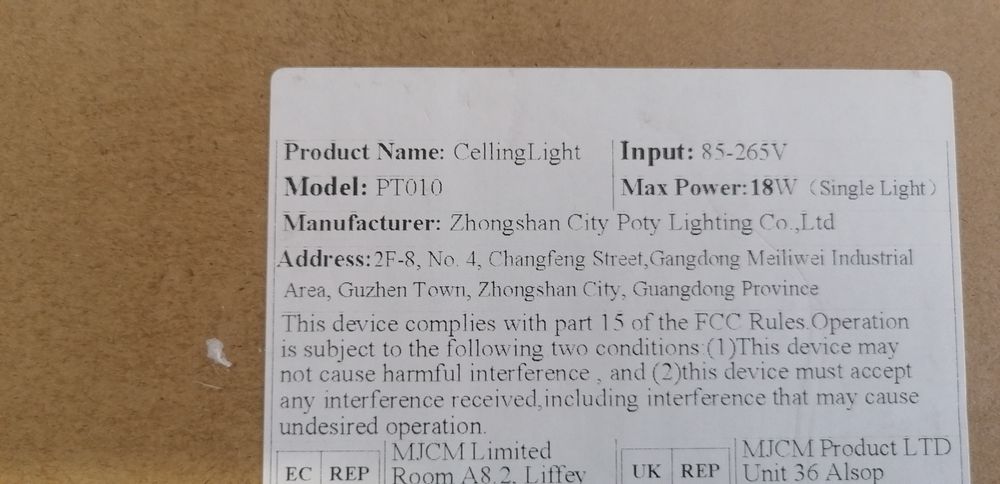 Product Name: CellingLight
Input: 85-265V
Model: PT010
Max Power:18W (Single Light)
Manufacturer: Zhongshan City Poty Lighting Co.,Ltd
Address:2F-8, No. 4, Changfeng Street,Gangdong Meiliwei Industrial
Area, Guzhen Town, Zhongshan City, Guangdong Province
This device complies with part 15 of the FCC Rules.Operation
is subject to the following two conditions:(1)This device may
not cause harmful interference , and (2)this device must accept
any interference received,including interference that may cause
undesired operation.
EC REP
MJCM Limited
Room A8.2, Liffey
UK REP
MJCM Product LTD
Unit 36 Alsop